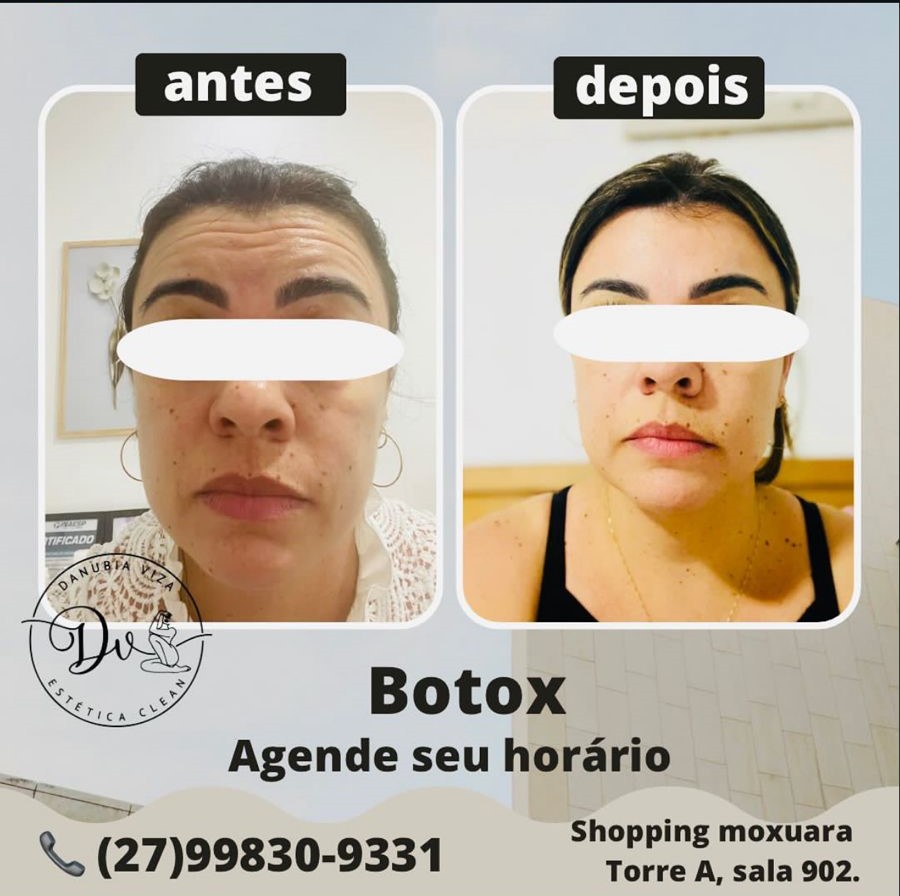 antes
depois
TIFICADO
DANUBIA VIZA
Dv
ESTÉTICA CLEAN
Botox
Agende seu horário
(27)99830-9331
Shopping moxuara
Torre A, sala 902.